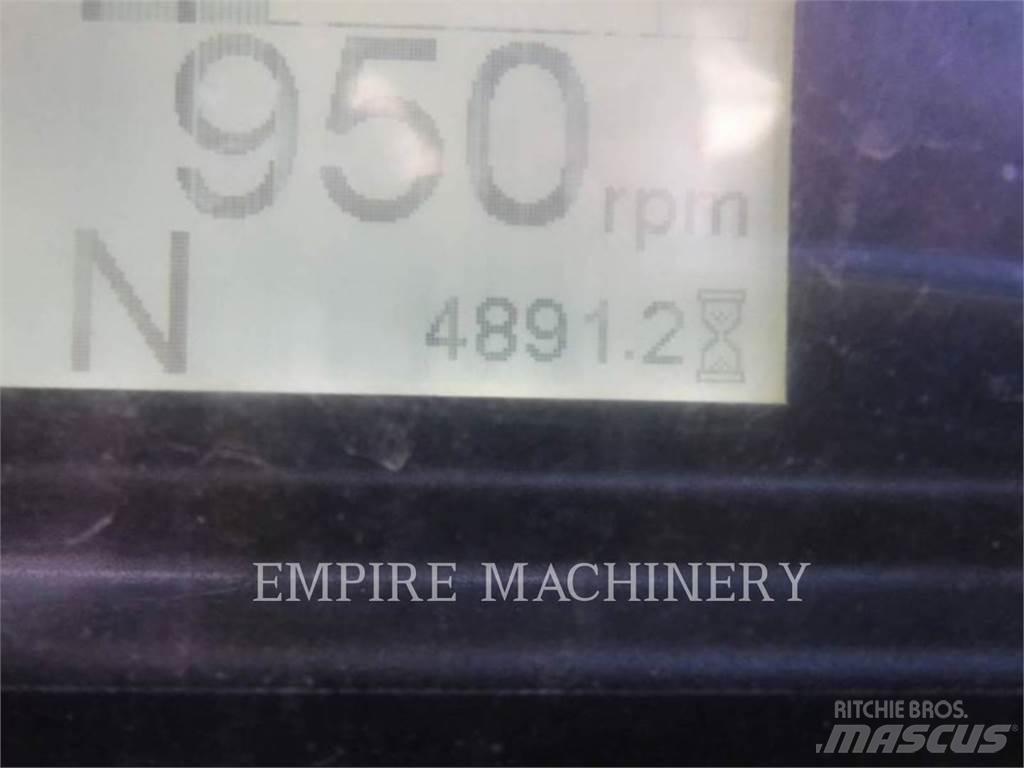 950 rpm
N 4891.2
EMPIRE MACHINERY
RITCHIE BROS.
MASCUS